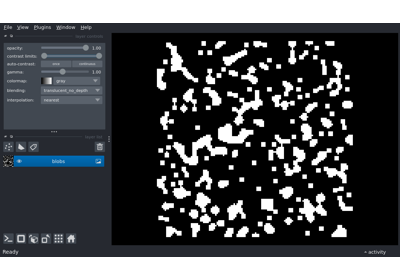 File View Plugins Window Help
opacity: 1.00
contrast limits:
auto-contrast: once continuous
gamma: 1.00
colormap: gray
blending: translucent_no_depth
interpolation: nearest
blobs
Ready
activity